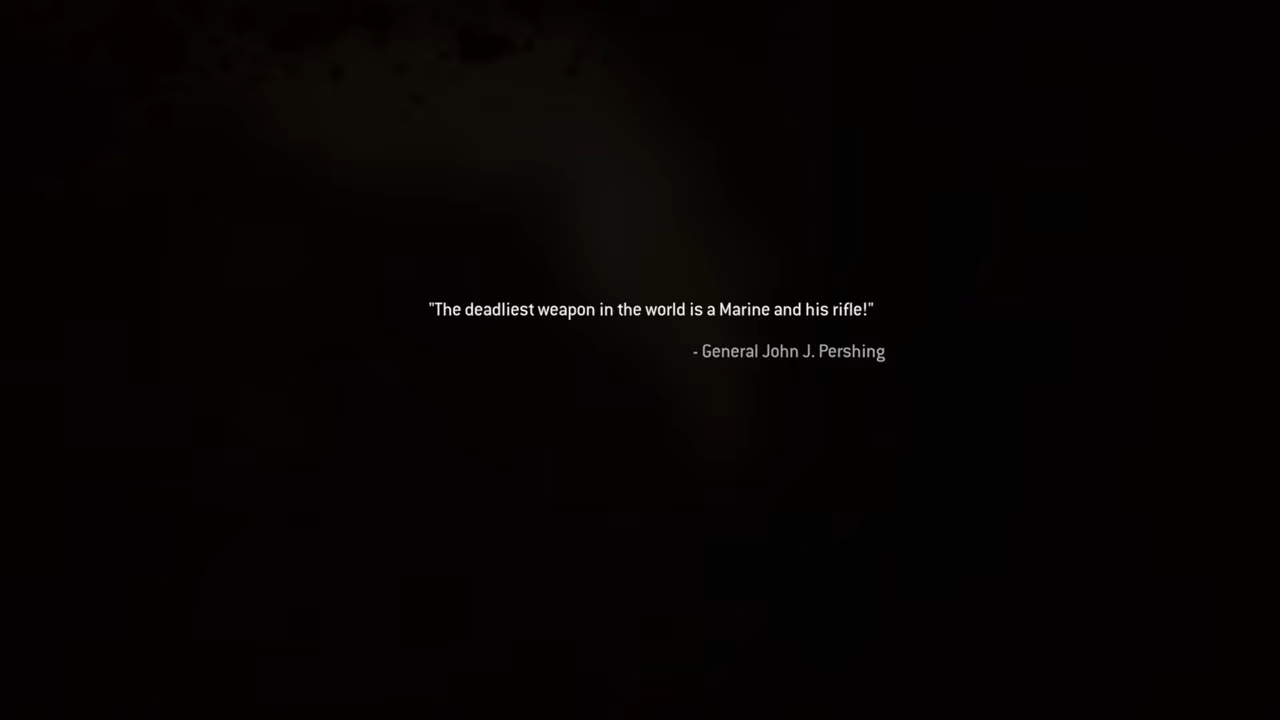 "The deadliest weapon in the world is a Marine and his rifle!"
- General John J. Pershing